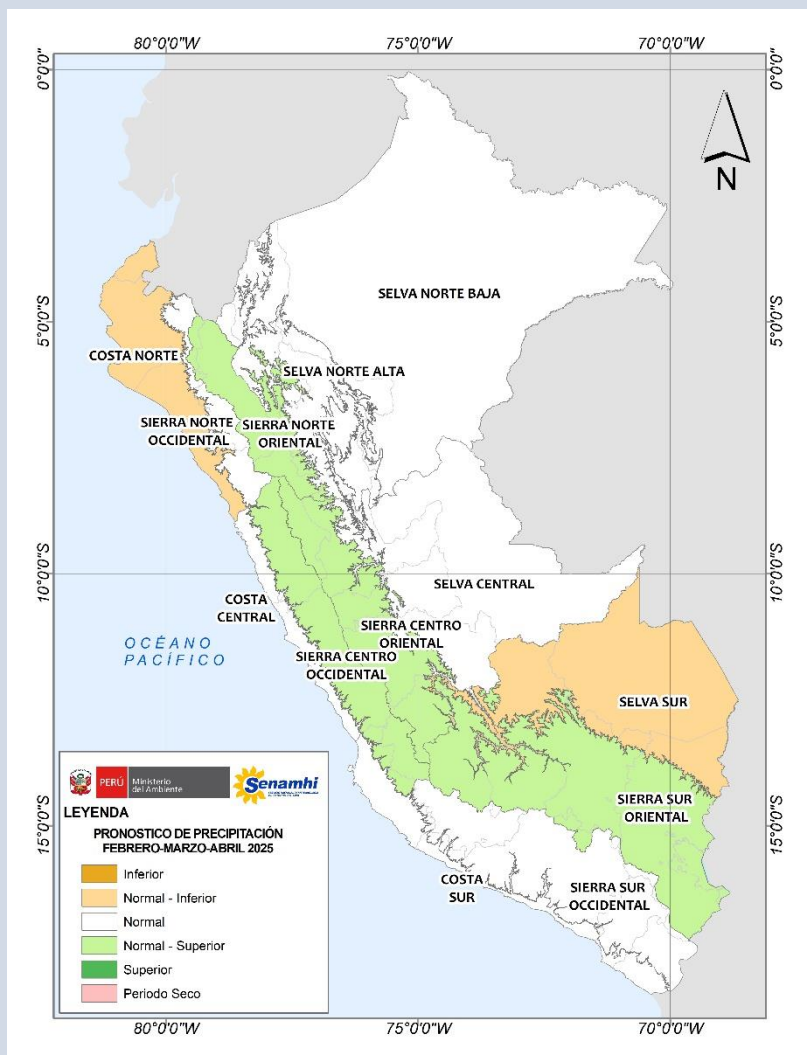 80°0'0"W
75°0'0"W
70°0'0"W
0°0'0"
0°0'0"
N
SELVA NORTE BAJA
5°0'0"S
5°0'0"S
COSTA NORTE
SELVA NORTE ALTA
SIERRA NORTE
OCCIDENTAL
SIERRA NORTE
ORIENTAL
10°0'0"S
10°0'0"S
SELVA CENTRAL
COSTA
CENTRAL
SIERRA CENTRO
ORIENTAL
OCÉANO
PACÍFICO
SIERRA CENTRO
OCCIDENTAL
SELVA SUR
SIERRA SUR
ORIENTAL
15°0'0"S
15°0'0"S
COSTA
SUR
SIERRA SUR
OCCIDENTAL
PERÚ
Ministerio
del Ambiente
Senamhi
LEYENDA
PRONOSTICO DE PRECIPITACIÓN
FEBRERO-MARZO-ABRIL 2025
Inferior
Normal - Inferior
Normal
Normal - Superior
Superior
Periodo Seco
80°0'0"W
75°0'0"W
70°0'0"W